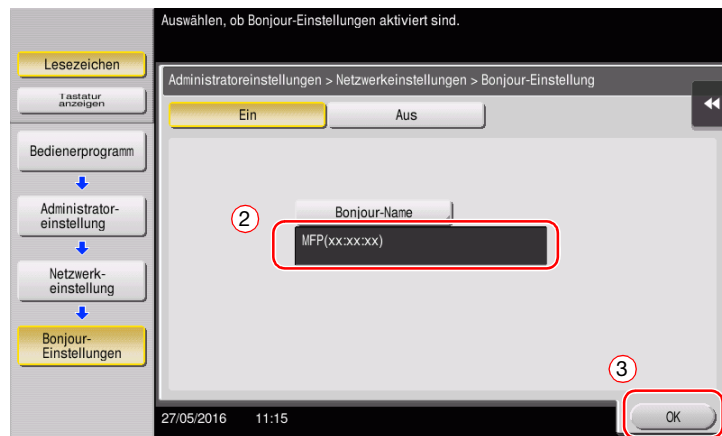 Auswählen, ob Bonjour-Einstellungen aktiviert sind.
Lesezeichen
Tastatur
anzeigen
Bedienerprogramm
Administrator-
einstellung
Netzwerk-
einstellung
Bonjour-
Einstellungen
Administratoreinstellungen > Netzwerkeinstellungen > Bonjour-Einstellung
Ein
Aus
2
Bonjour-Name
MFP(xx:xx:xx)
3
27/05/2016 11:15
OK